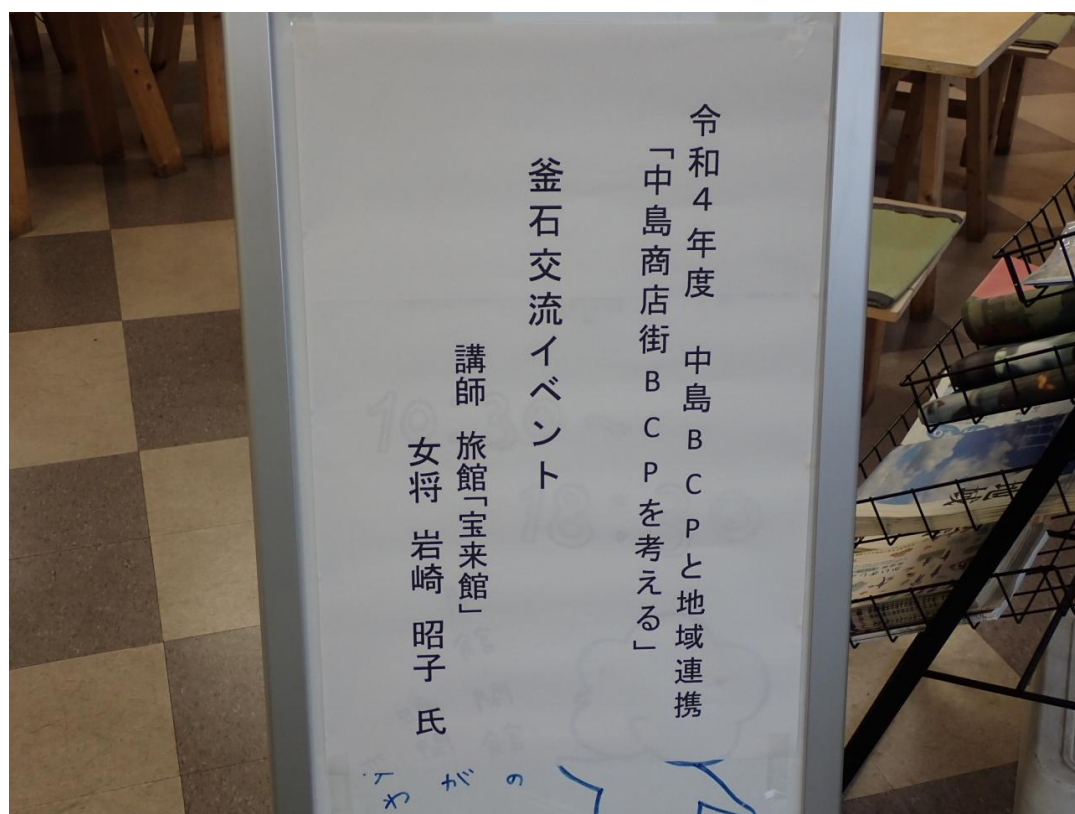 令和4年度　中島BCPと地域連携
「中島商店街BCPを考える」
釜石交流イベント
講師　旅館「宝来館」
女将　岩崎　昭子　氏
地域